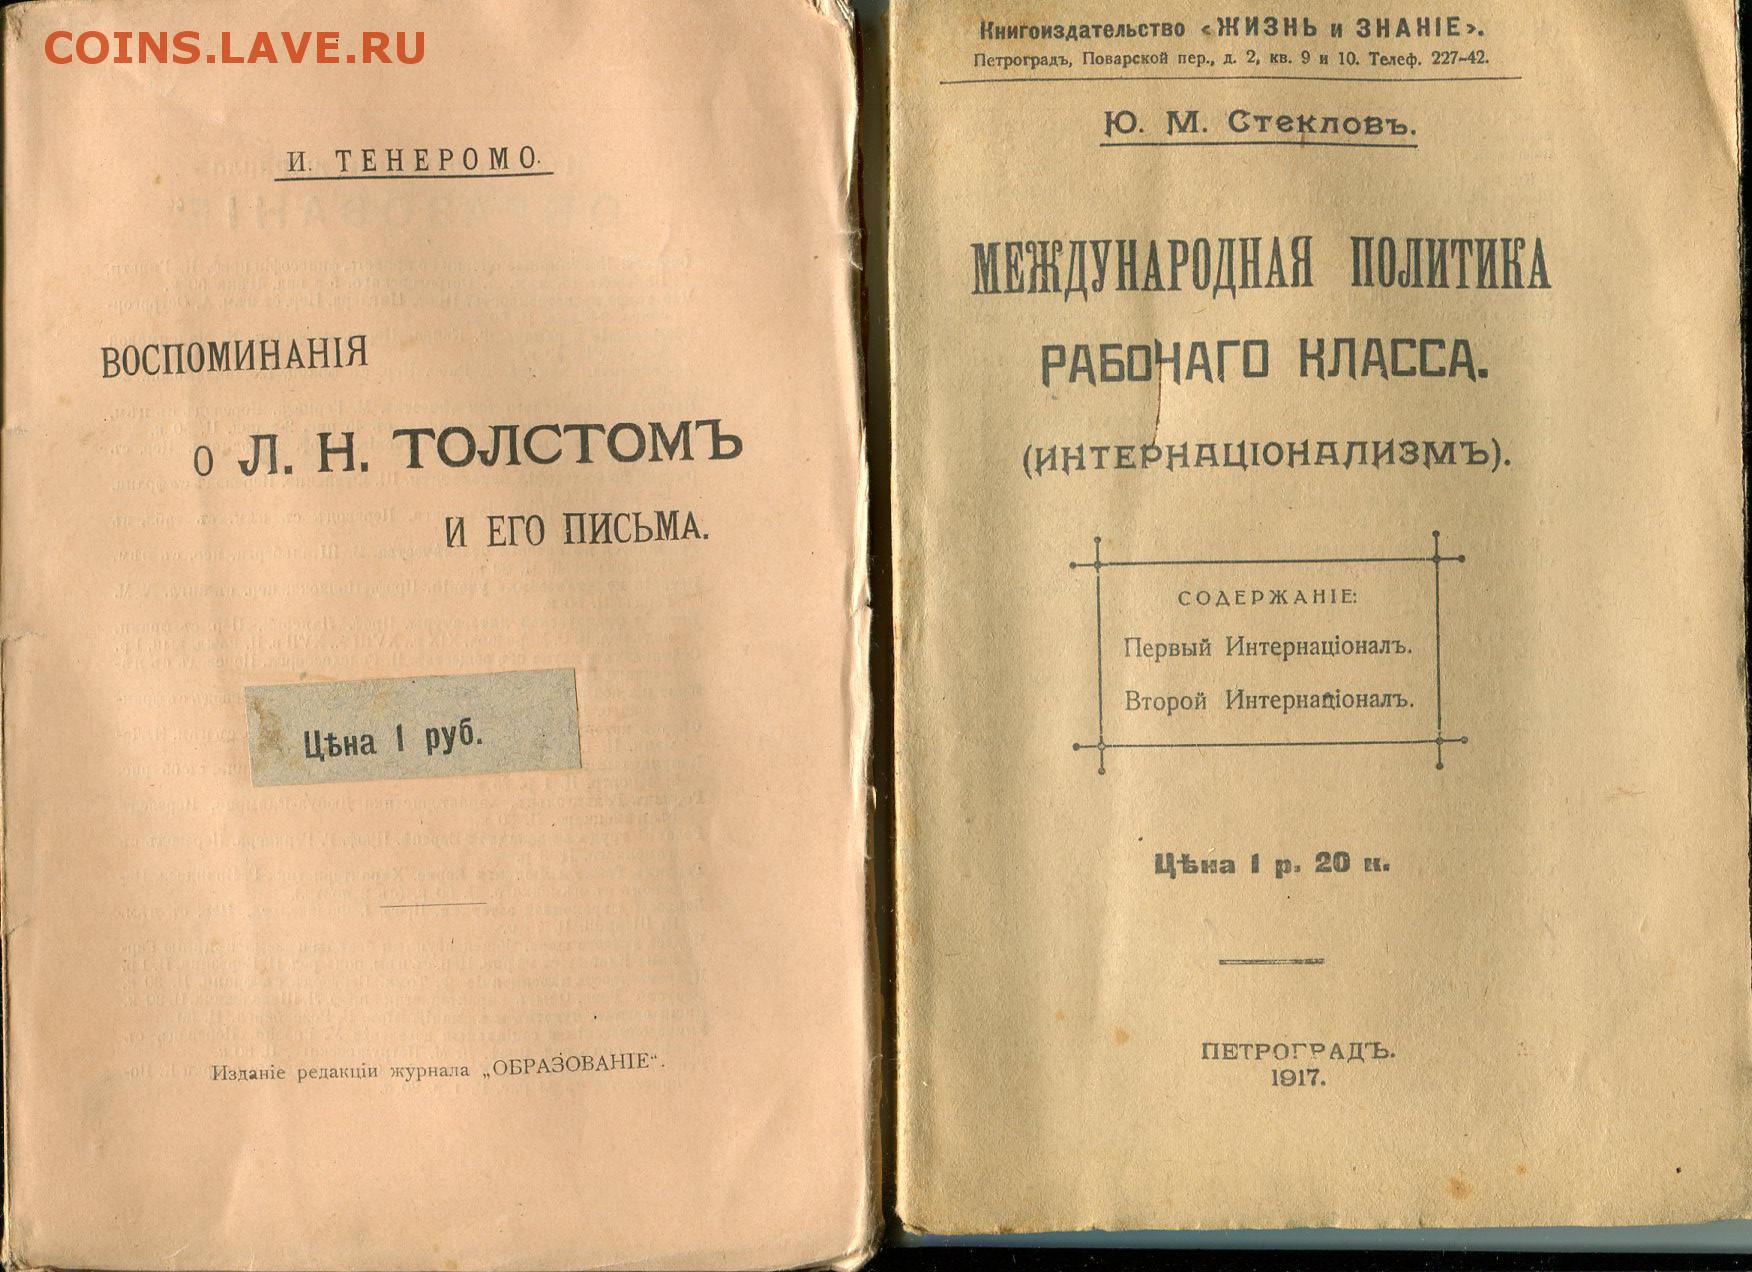 COINS.LAVE.RU
И. ТЕНЕРОМО.
ВОСПОМИНАНІЯ
О Л. Н. ТОЛСТОМЪ
И ЕГО ПИСЬМА.
Цѣна 1 руб.
Изданіе редакціи журнала „ОБРАЗОВАНІЕ“.
Книгоиздательство «ЖИЗНЬ и ЗНАНІЕ».
Петроградъ, Поварской пер., д. 2, кв. 9 и 10. Телеф. 227-42.
Ю. М. Стекловъ.
МЕЖДУНАРОДНАЯ ПОЛИТИКА
РАБОЧАГО КЛАССА.
(ИНТЕРНАЦІОНАЛИЗМЪ).
СОДЕРЖАНІЕ:
Первый Интернаціоналъ.
Второй Интернаціоналъ.
Цѣна 1 р. 20 к.
ПЕТРОГРАДЪ.
1917.